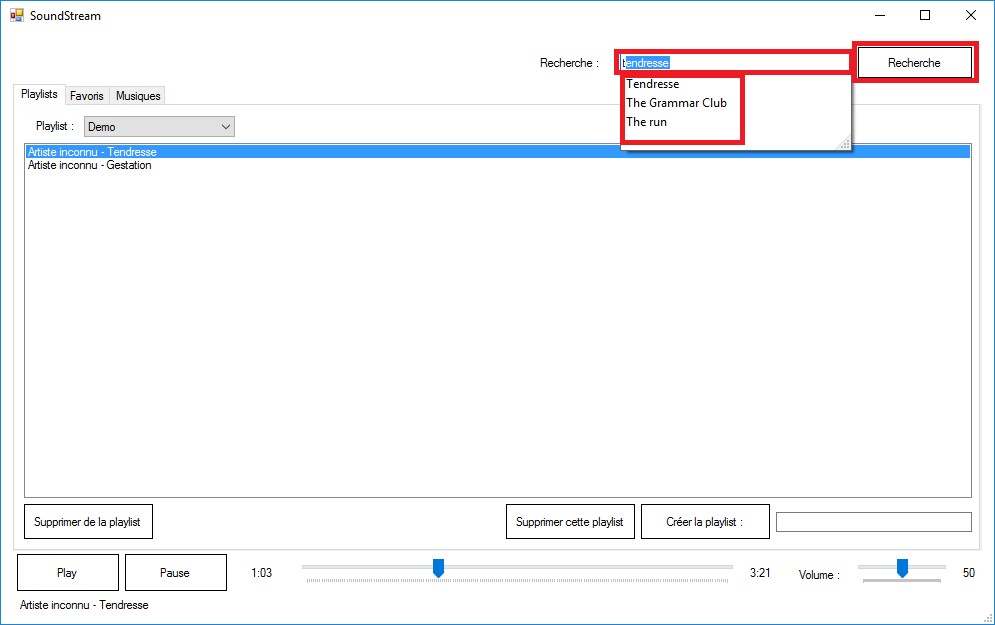 SoundStream
Recherche :
tendresse
Recherche
Tendresse
The Grammar Club
The run
Playlists Favoris Musiques
Playlist : Demo
Artiste inconnu - Tendresse
Artiste inconnu - Gestation
Supprimer de la playlist
Supprimer cette playlist
Créer la playlist :
Play
Pause
1:03
3:21
Volume :
50
Artiste inconnu - Tendresse